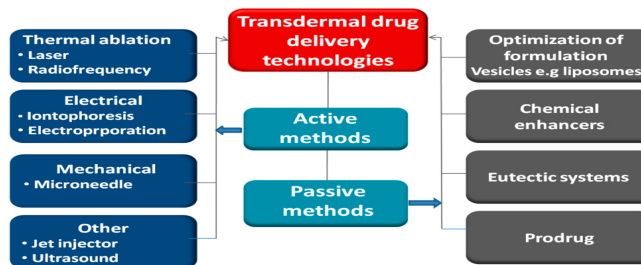 Transdermal drug
delivery
technologies
Thermal ablation
• Laser
• Radiofrequency
Electrical
• Iontophoresis
• Electroprporation
Mechanical
• Microneedle
Other
• Jet injector
• Ultrasound
Active
methods
Passive
methods
Optimization of
formulation
Vesicles e.g liposomes
Chemical
enhancers
Eutectic systems
Prodrug